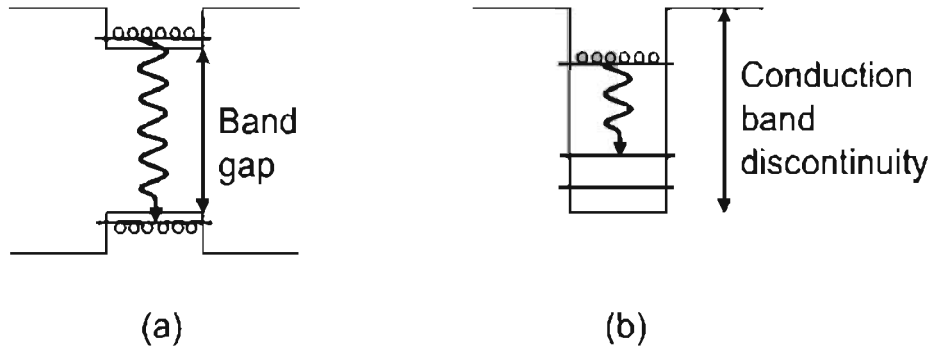 Band
gap
Conduction
band
discontinuity
(a)
(b)